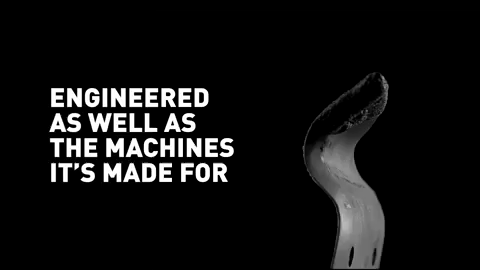 ENGINEERED
AS WELL AS
THE MACHINES
IT'S MADE FOR